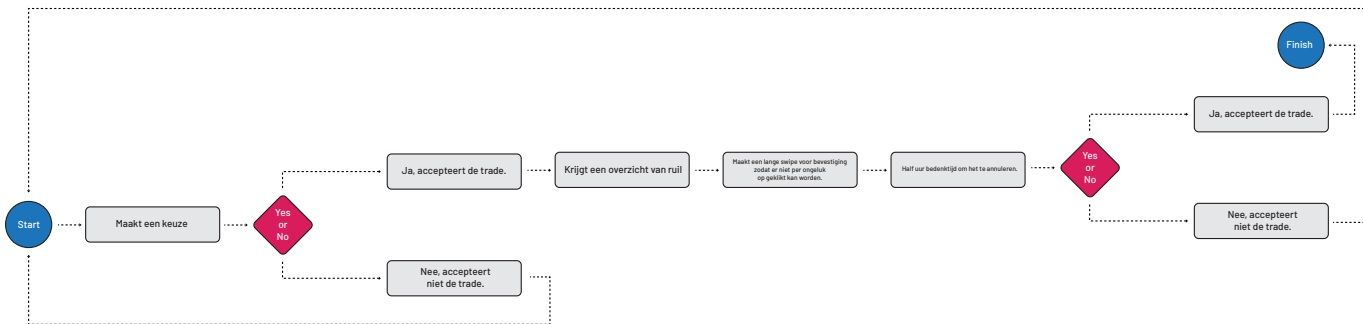 Start
Maakt een keuze
Yes
or
No
Ja, accepteert de trade.
Nee, accepteert
niet de trade.
Krijgt een overzicht van ruil
Maakt een lange swipe voor bevestiging
zodat er niet per ongeluk
op geklikt kan worden.
Half uur bedenktijd om het te annuleren.
Yes
or
No
Ja, accepteert de trade.
Nee, accepteert
niet de trade.
Finish